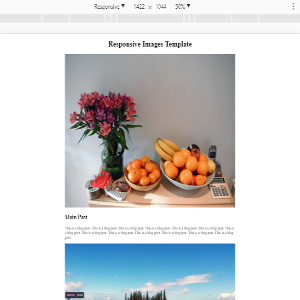 Responsive ▼ 1422 x 1044 50% ▼
Responsive Images Template
Main Post
This is a blog post. This is a blog post. This is a blog post. This is a blog post. This is a blog post. This is a blog post. This is
a blog post. This is a blog post. This is a blog post. This is a blog post. This is a blog post. This is a blog post. This is a blog
post.